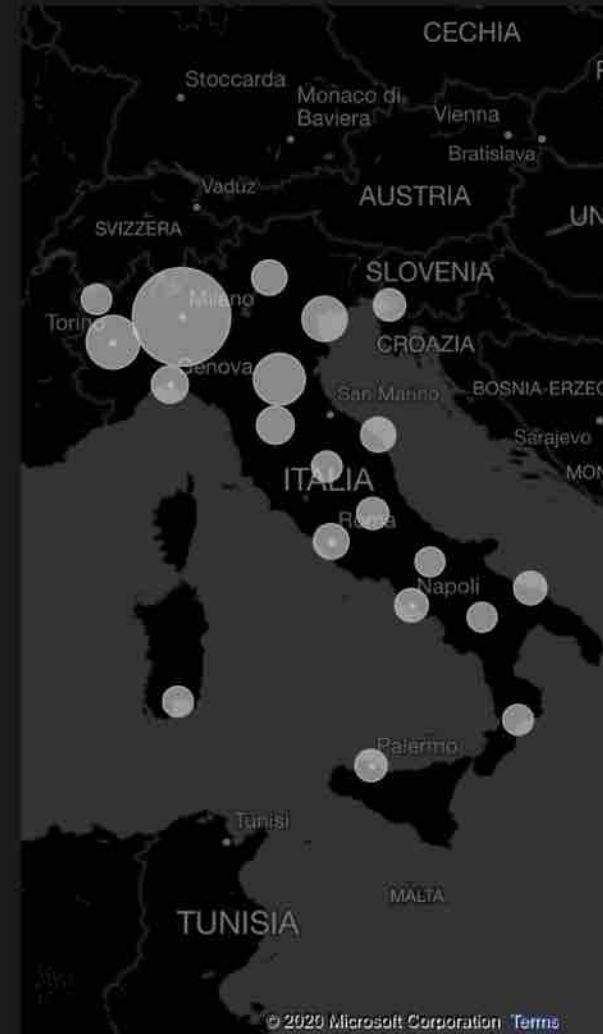 CECHIA
Stoccarda
Monaco di
Baviera
Vienna
Bratislava
Vaduz
AUSTRIA
UN
SVIZZERA
SLOVENIA
Milano
Torino
CROAZIA
Genova
San Marino
BOSNIA-ERZEG
Sarajevo
ITALIA
MON
Roma
Napoli
Palermo
Tunisi
MALTA
TUNISIA
© 2020 Microsoft Corporation Terms